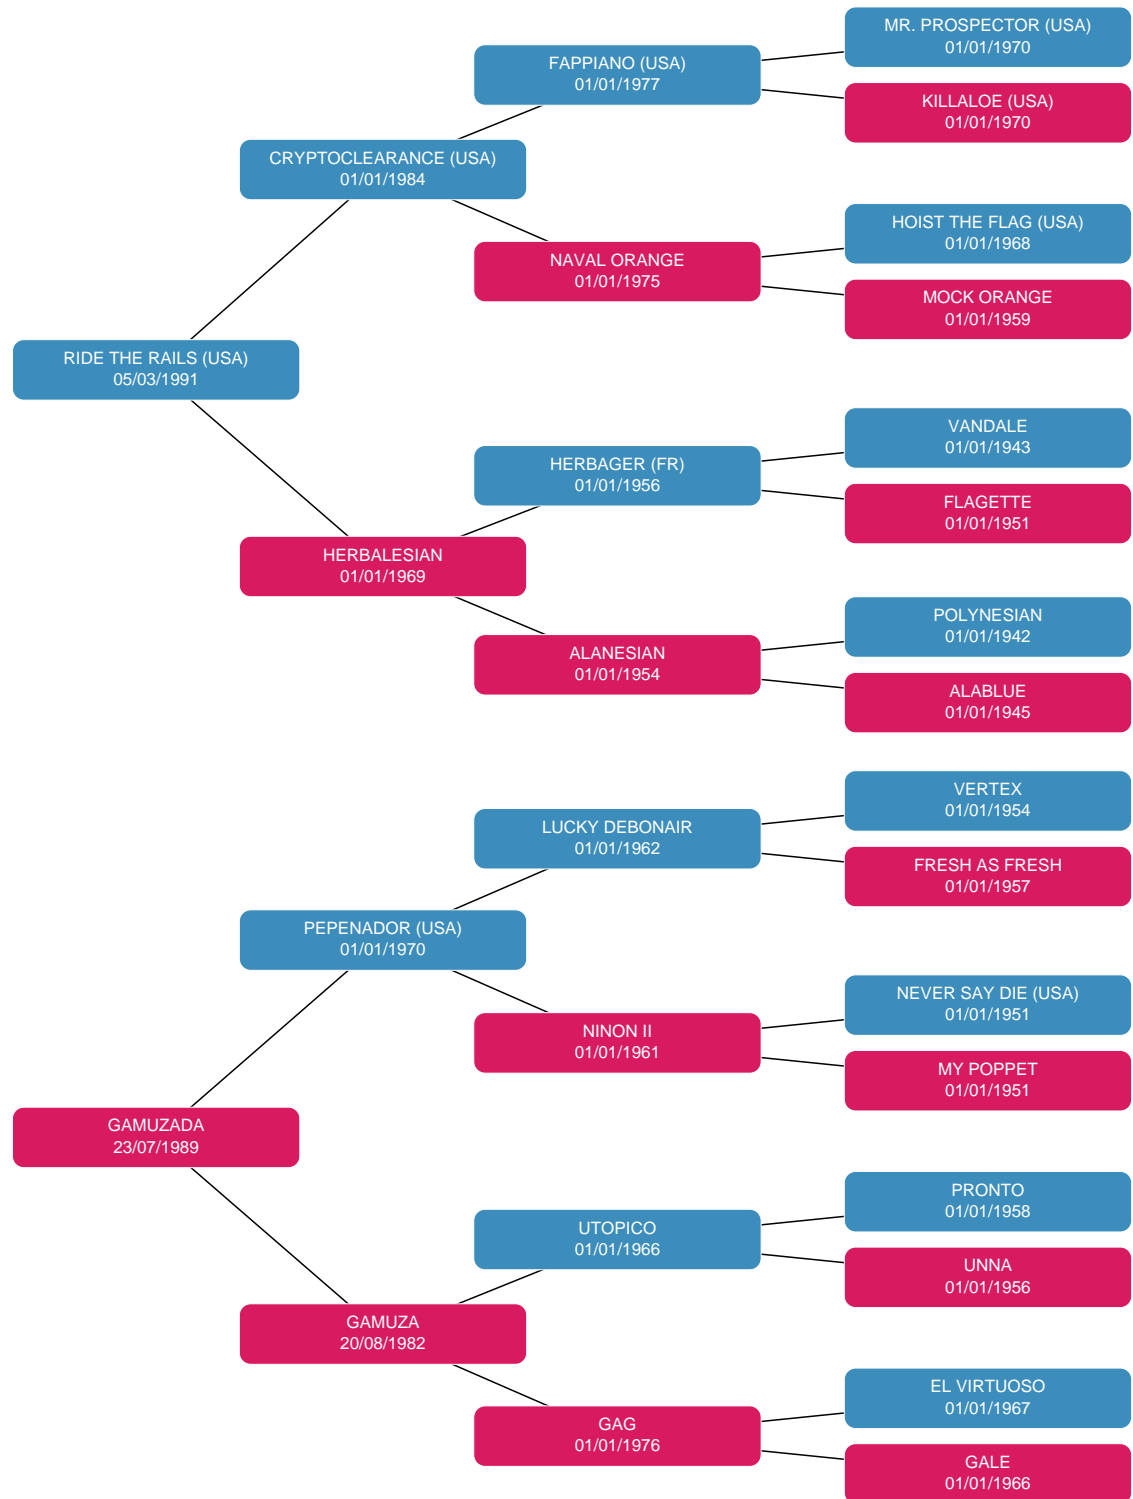 MR. PROSPECTOR (USA)
01/01/1970
FAPPIANO (USA)
01/01/1977
KILLALOE (USA)
01/01/1970
CRYPTOCLEARANCE (USA)
01/01/1984
HOIST THE FLAG (USA)
01/01/1968
NAVAL ORANGE
01/01/1975
MOCK ORANGE
01/01/1959
RIDE THE RAILS (USA)
05/03/1991
VANDALE
01/01/1943
HERBAGER (FR)
01/01/1956
FLAGETTE
01/01/1951
HERBALESIAN
01/01/1969
POLYNESIAN
01/01/1942
ALANESIAN
01/01/1954
ALABLUE
01/01/1945
VERTEX
01/01/1954
LUCKY DEBONAIR
01/01/1962
FRESH AS FRESH
01/01/1957
PEPENADOR (USA)
01/01/1970
NEVER SAY DIE (USA)
01/01/1951
NINON II
01/01/1961
MY POPPET
01/01/1951
GAMUZADA
23/07/1989
PRONTO
01/01/1958
UTOPICO
01/01/1966
UNNA
01/01/1956
GAMUZA
20/08/1982
EL VIRTUOSO
01/01/1967
GAG
01/01/1976
GALE
01/01/1966